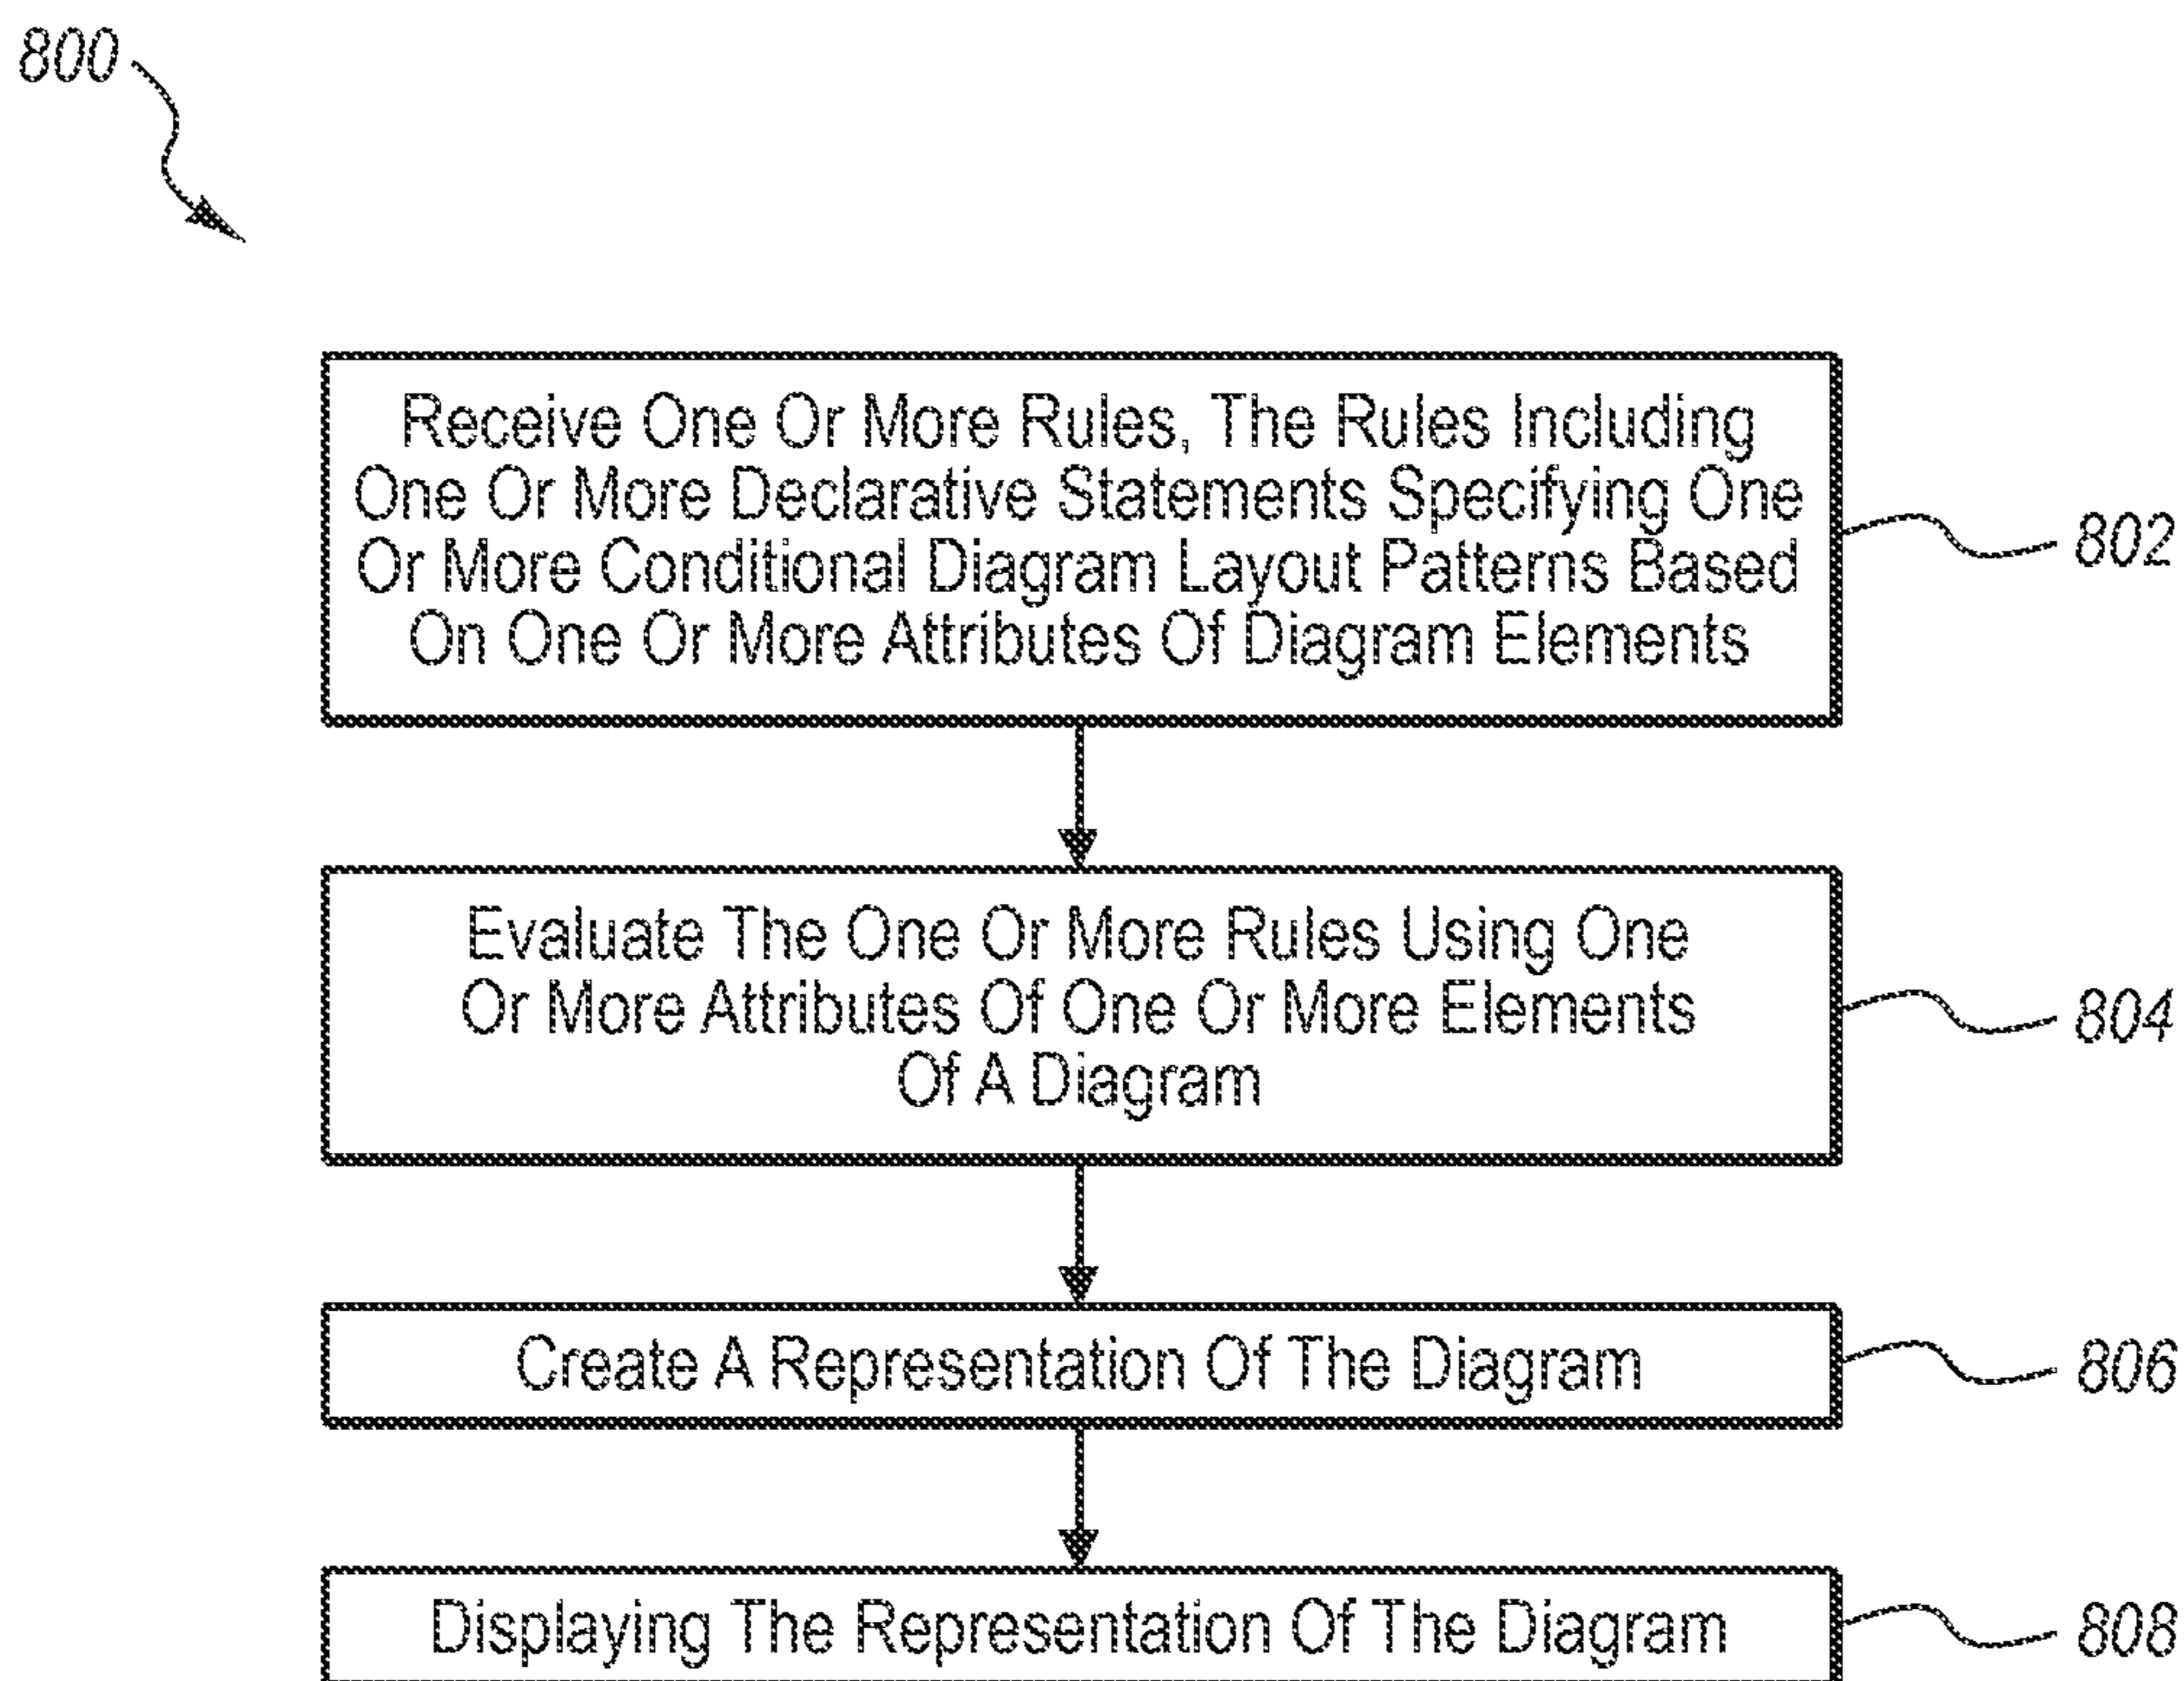 800
Receive One Or More Rules, The Rules Including
One Or More Declarative Statements Specifying One
Or More Conditional Diagram Layout Patterns Based
On One Or More Attributes Of Diagram Elements
802
Evaluate The One Or More Rules Using One
Or More Attributes Of One Or More Elements
Of A Diagram
804
Create A Representation Of The Diagram
806
Displaying The Representation Of The Diagram
808